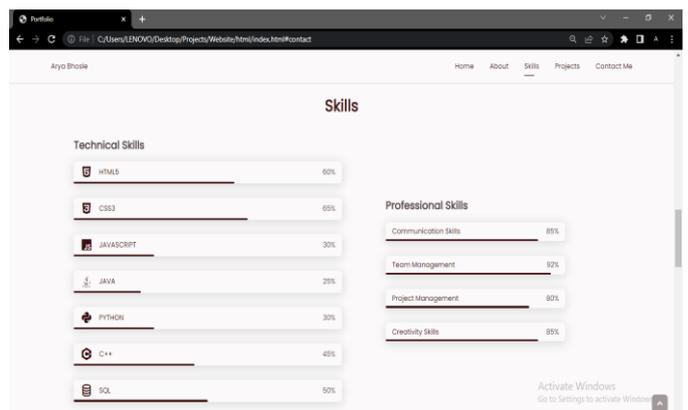 Portfolio
File C:/Users/LENOVO/Desktop/Projects/Website/html/index.html#contact
Arya Bhosle
Home About Skills Projects Contact Me
Skills
Technical Skills
HTML5 60%
CSS3 65%
JAVASCRIPT 30%
JAVA 25%
PYTHON 30%
C++ 45%
SQL 50%
Professional Skills
Communication Skills 85%
Team Management 92%
Project Management 80%
Creativity Skills 85%
Activate Windows
Go to Settings to activate Windows